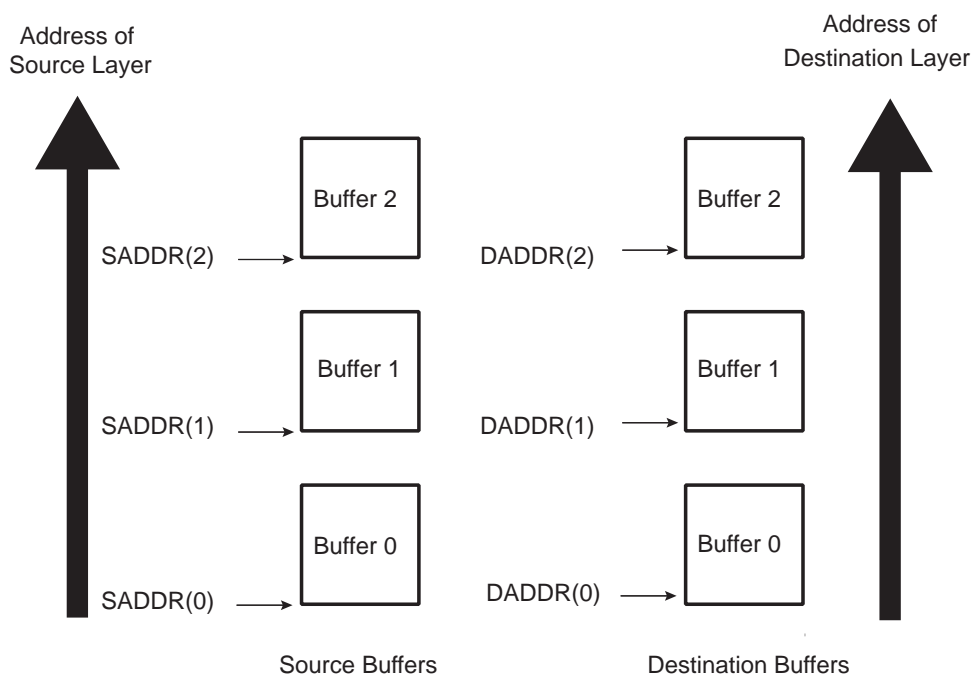 Address of
Source Layer
Address of
Destination Layer
Buffer 2
Buffer 2
SADDR(2)
DADDR(2)
Buffer 1
Buffer 1
SADDR(1)
DADDR(1)
Buffer 0
Buffer 0
SADDR(0)
DADDR(0)
Source Buffers
Destination Buffers